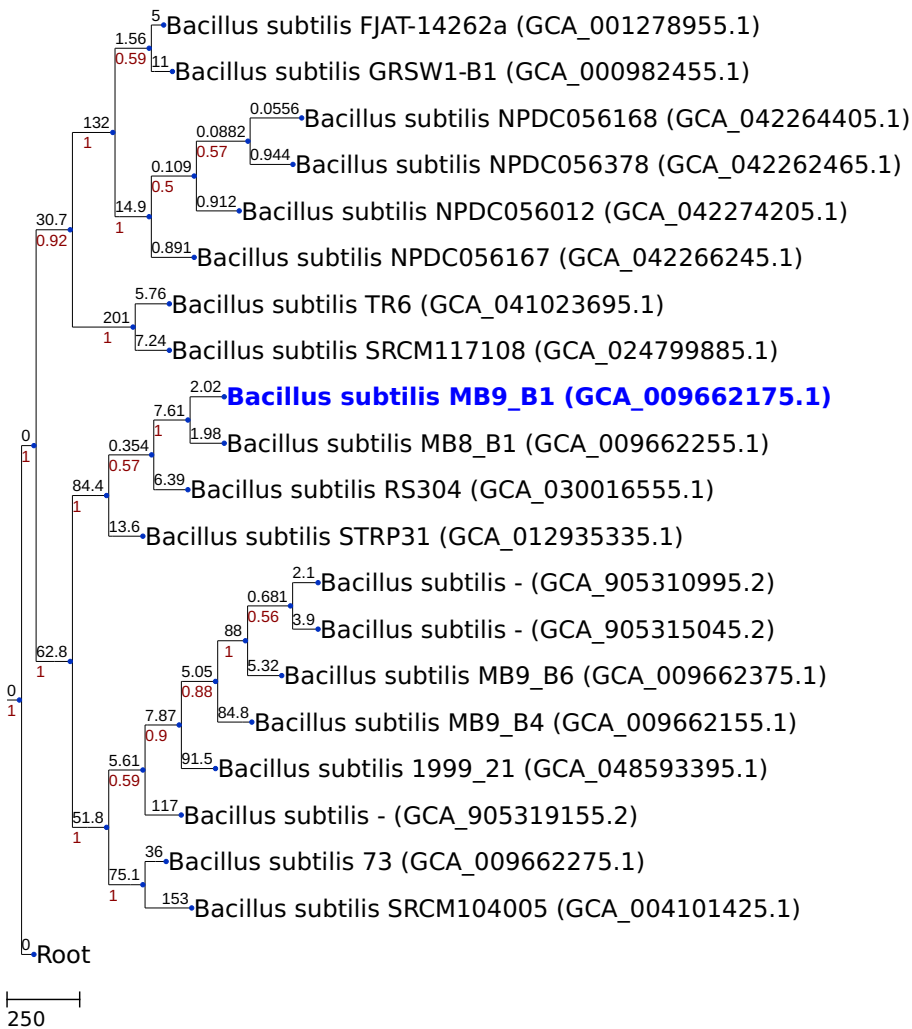 5
Bacillus subtilis FJAT-14262a (GCA_001278955.1)
1.56
0.59
11
Bacillus subtilis GRSW1-B1 (GCA_000982455.1)
0.0556
Bacillus subtilis NPDC056168 (GCA_042264405.1)
132
1
0.0882
0.57
0.944
Bacillus subtilis NPDC056378 (GCA_042262465.1)
0.109
0.5
14.9
1
0.912
Bacillus subtilis NPDC056012 (GCA_042274205.1)
30.7
0.92
0.891
Bacillus subtilis NPDC056167 (GCA_042266245.1)
5.76
Bacillus subtilis TR6 (GCA_041023695.1)
201
1
7.24
Bacillus subtilis SRCM117108 (GCA_024799885.1)
2.02
Bacillus subtilis MB9_B1 (GCA_009662175.1)
7.61
1
1.98
Bacillus subtilis MB8_B1 (GCA_009662255.1)
0
1
0.354
0.57
6.39
Bacillus subtilis RS304 (GCA_030016555.1)
84.4
1
13.6
Bacillus subtilis STRP31 (GCA_012935335.1)
2.1
Bacillus subtilis - (GCA_905310995.2)
0.681
0.56
3.9
Bacillus subtilis - (GCA_905315045.2)
88
1
62.8
1
5.32
Bacillus subtilis MB9_B6 (GCA_009662375.1)
5.05
0.88
0
1
84.8
Bacillus subtilis MB9_B4 (GCA_009662155.1)
7.87
0.9
91.5
Bacillus subtilis 1999_21 (GCA_048593395.1)
5.61
0.59
117
Bacillus subtilis - (GCA_905319155.2)
51.8
1
36
Bacillus subtilis 73 (GCA_009662275.1)
75.1
1
153
Bacillus subtilis SRCM104005 (GCA_004101425.1)
0
Root
250